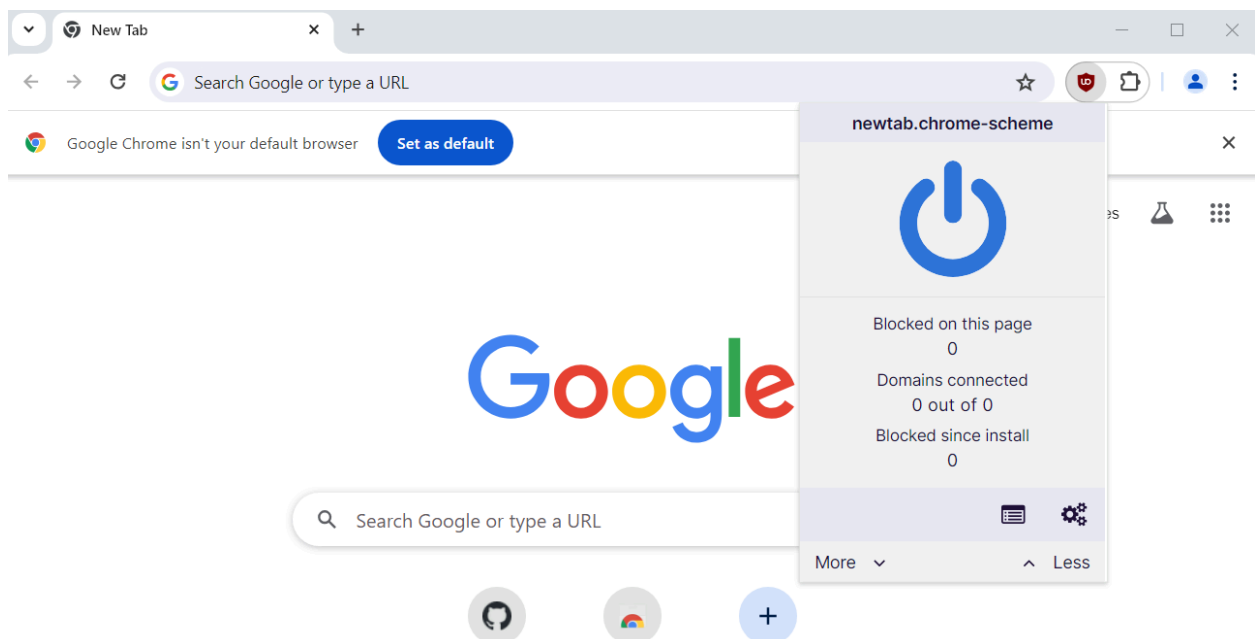 New Tab
Search Google or type a URL
Google Chrome isn't your default browser
Set as default
newtab.chrome-scheme
es
Blocked on this page
0
Domains connected
0 out of 0
Blocked since install
0
Google
Search Google or type a URL
More
Less